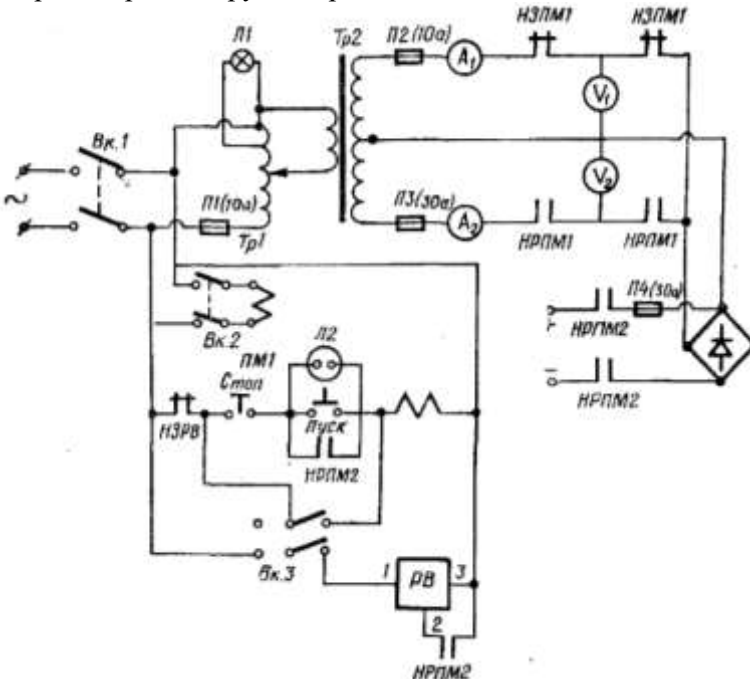 Л1
Тр2
П2(10а)
А1
НЗПМ1
НЗПМ1
V1
V2
Вк.1
~
П1(10а)
Тр1
П3(30а)
А2
НРПМ1
НРПМ1
П4(30а)
НРПМ2
НРПМ2
Вк.2
ПМ1
Л2
Стоп
Пуск
НЗРВ
НРПМ2
Вк.3
1
РВ
3
2
НРПМ2